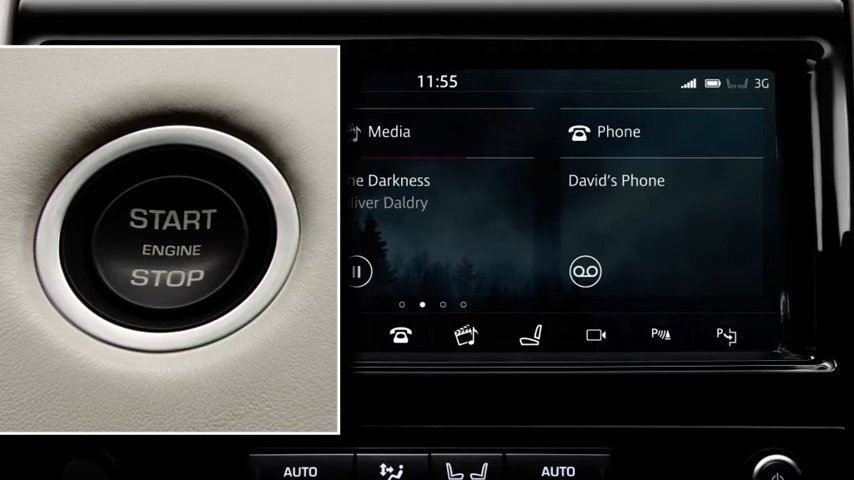 START
ENGINE
STOP
11:55
3G
Media
Phone
he Darkness
liver Daldry
David's Phone
P
P
AUTO
AUTO